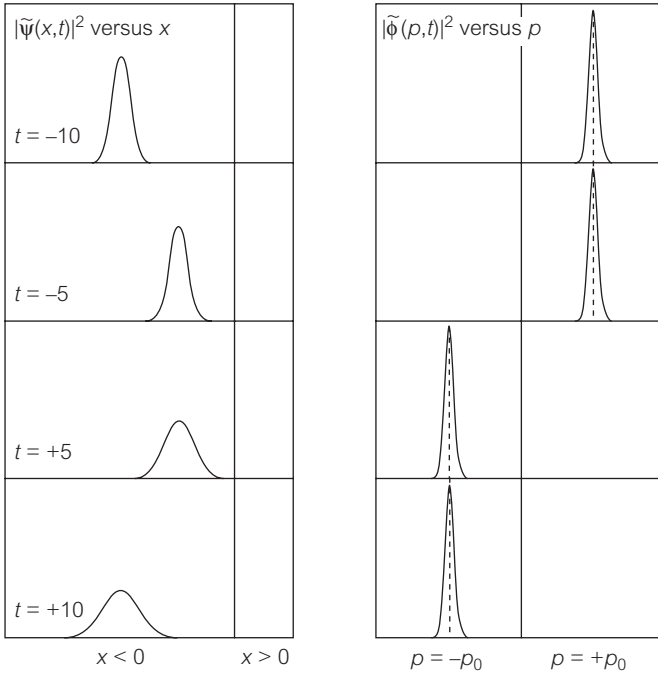 |ψ̃(x,t)|² versus x
|ϕ̃(p,t)|² versus p
t = –10
t = –5
t = +5
t = +10
x < 0
x > 0
p = –p₀
p = +p₀